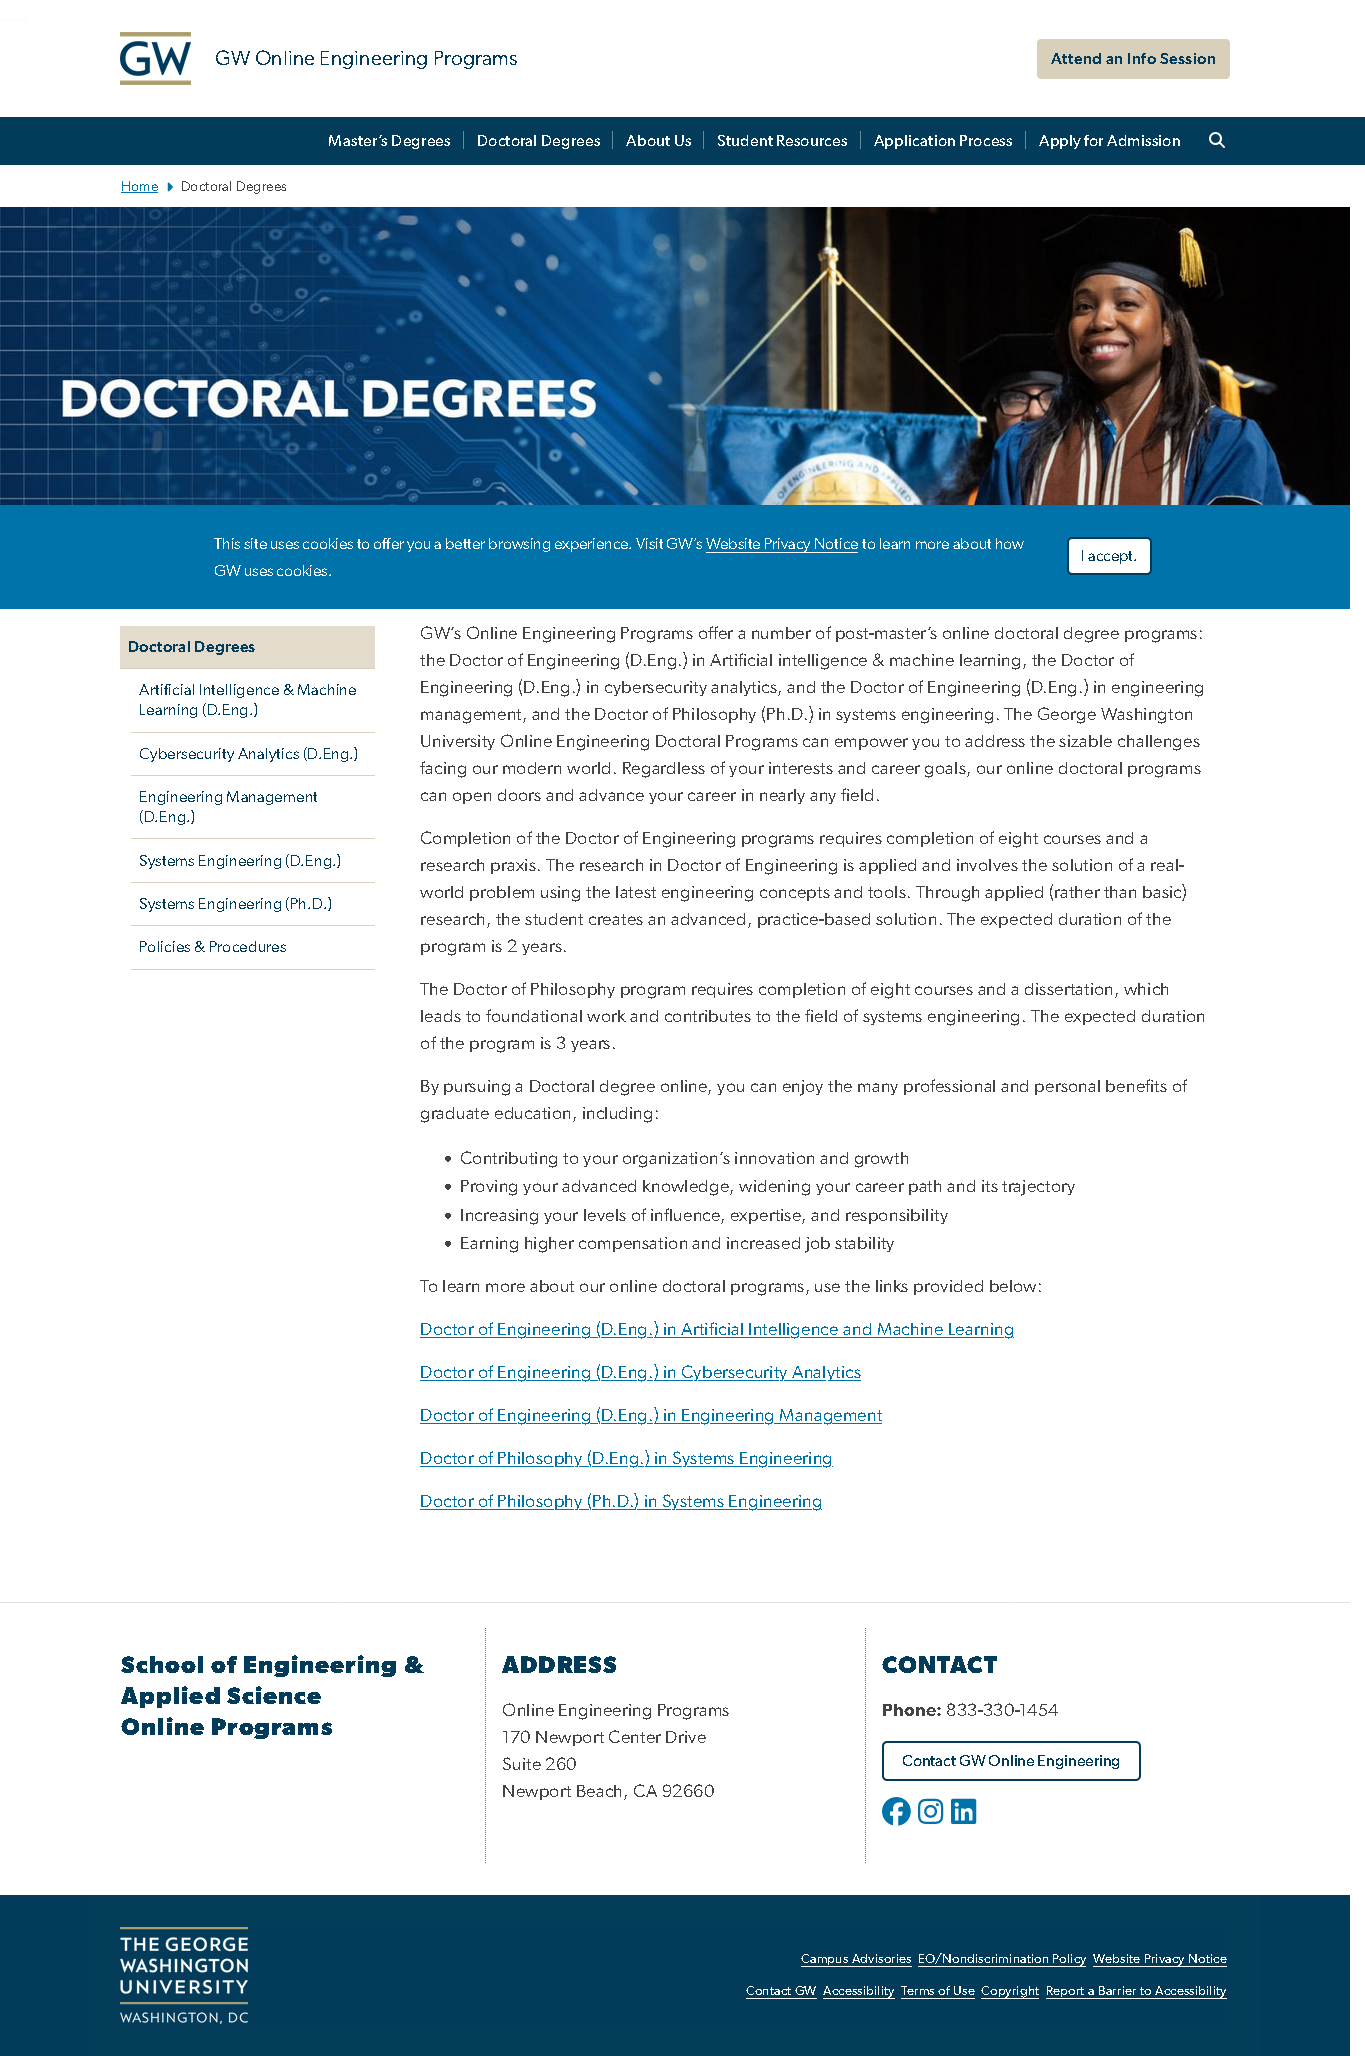 GW
GW Online Engineering Programs
Attend an Info Session
Master's Degrees
Doctoral Degrees
About Us
Student Resources
Application Process
Apply for Admission
Home
Doctoral Degrees
DOCTORAL DEGREES
OF ENGINEERING AND APPLIED
This site uses cookies to offer you a better browsing experience. Visit GW's Website Privacy Notice to learn more about how
GW uses cookies.
I accept.
Doctoral Degrees
Artificial Intelligence & Machine
Learning (D.Eng.)
Cybersecurity Analytics (D.Eng.)
Engineering Management
(D.Eng.)
Systems Engineering (D.Eng.)
Systems Engineering (Ph.D.)
Policies & Procedures
GW's Online Engineering Programs offer a number of post-master's online doctoral degree programs:
the Doctor of Engineering (D.Eng.) in Artificial intelligence & machine learning, the Doctor of
Engineering (D.Eng.) in cybersecurity analytics, and the Doctor of Engineering (D.Eng.) in engineering
management, and the Doctor of Philosophy (Ph.D.) in systems engineering. The George Washington
University Online Engineering Doctoral Programs can empower you to address the sizable challenges
facing our modern world. Regardless of your interests and career goals, our online doctoral programs
can open doors and advance your career in nearly any field.
Completion of the Doctor of Engineering programs requires completion of eight courses and a
research praxis. The research in Doctor of Engineering is applied and involves the solution of a real-
world problem using the latest engineering concepts and tools. Through applied (rather than basic)
research, the student creates an advanced, practice-based solution. The expected duration of the
program is 2 years.
The Doctor of Philosophy program requires completion of eight courses and a dissertation, which
leads to foundational work and contributes to the field of systems engineering. The expected duration
of the program is 3 years.
By pursuing a Doctoral degree online, you can enjoy the many professional and personal benefits of
graduate education, including:
• Contributing to your organization's innovation and growth
• Proving your advanced knowledge, widening your career path and its trajectory
• Increasing your levels of influence, expertise, and responsibility
• Earning higher compensation and increased job stability
To learn more about our online doctoral programs, use the links provided below:
Doctor of Engineering (D.Eng.) in Artificial Intelligence and Machine Learning
Doctor of Engineering (D.Eng.) in Cybersecurity Analytics
Doctor of Engineering (D.Eng.) in Engineering Management
Doctor of Philosophy (D.Eng.) in Systems Engineering
Doctor of Philosophy (Ph.D.) in Systems Engineering
School of Engineering &
Applied Science
Online Programs
ADDRESS
Online Engineering Programs
170 Newport Center Drive
Suite 260
Newport Beach, CA 92660
CONTACT
Phone: 833-330-1454
Contact GW Online Engineering
THE GEORGE
WASHINGTON
UNIVERSITY
WASHINGTON, DC
Campus Advisories EO/Nondiscrimination Policy Website Privacy Notice
Contact GW Accessibility Terms of Use Copyright Report a Barrier to Accessibility